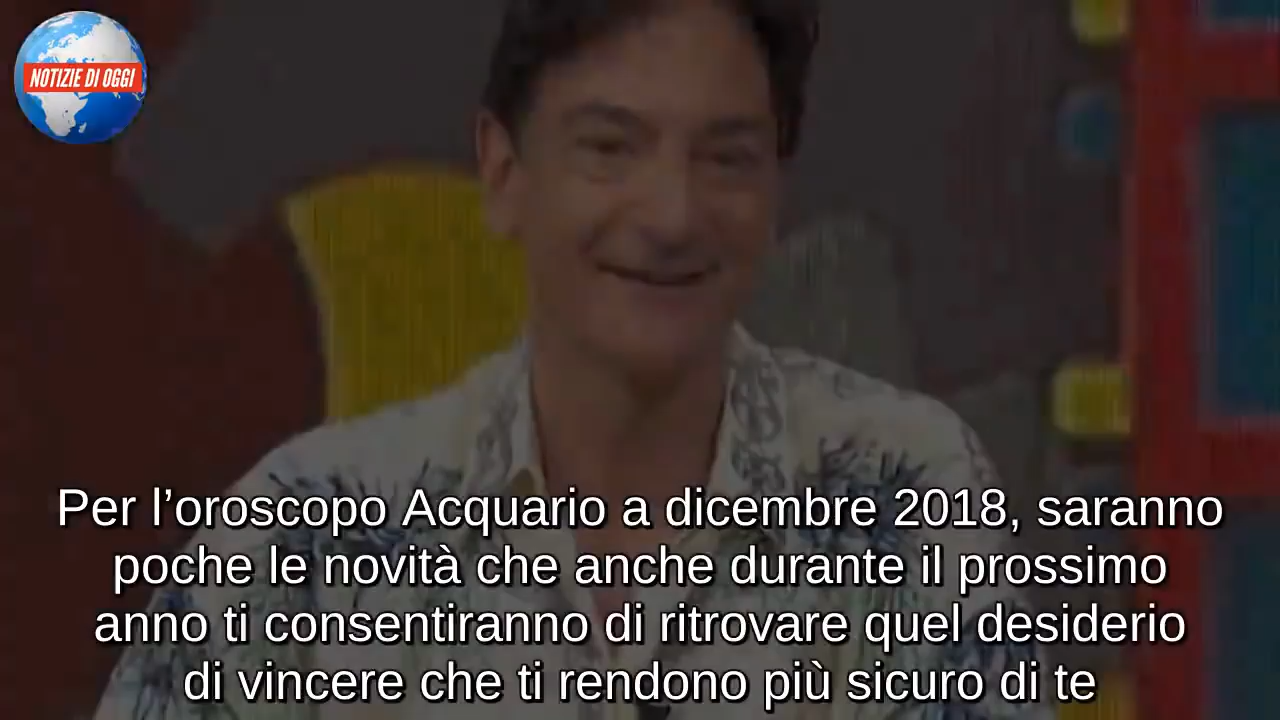 NOTIZIE DI OGGI
Per l’oroscopo Acquario a dicembre 2018, saranno
poche le novità che anche durante il prossimo
anno ti consentiranno di ritrovare quel desiderio
di vincere che ti rendono più sicuro di te